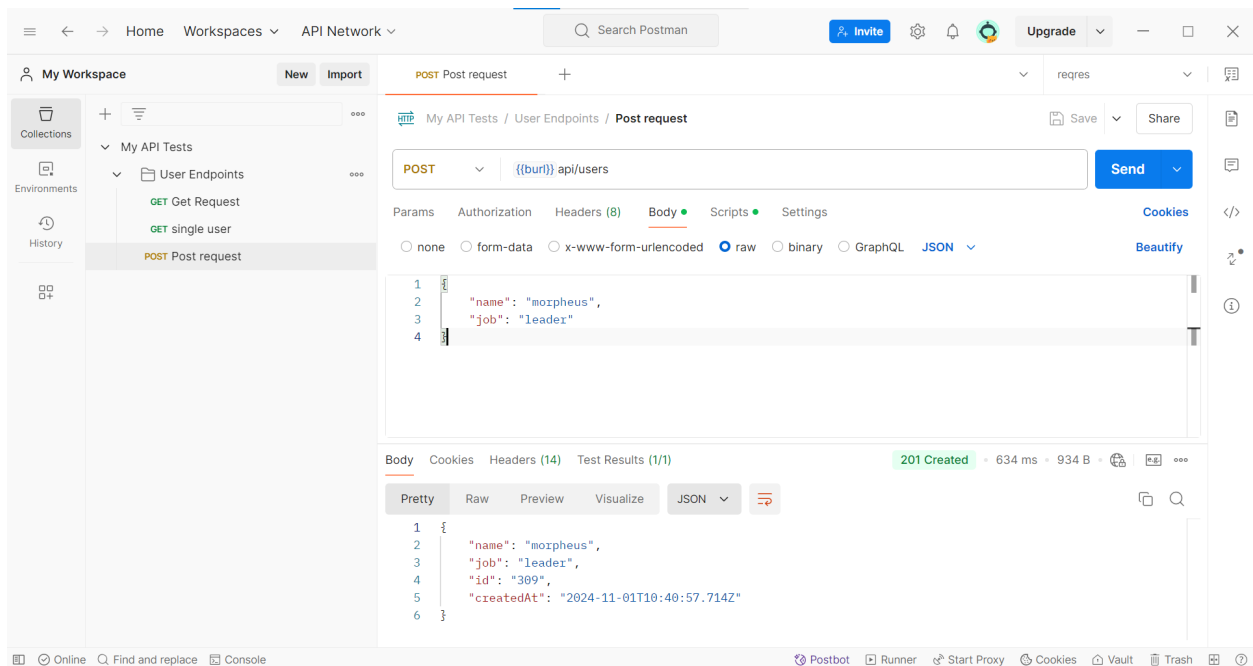 Home Workspaces API Network Search Postman Invite Upgrade
My Workspace New Import POST Post request reqres
Collections
Environments
History
My API Tests
User Endpoints
GET Get Request
GET single user
POST Post request
HTTP My API Tests / User Endpoints / Post request Save Share
POST {{burl}} api/users Send
Params Authorization Headers (8) Body Scripts Settings Cookies
none form-data x-www-form-urlencoded raw binary GraphQL JSON Beautify
1 {
2 "name": "morpheus",
3 "job": "leader"
4 }
Body Cookies Headers (14) Test Results (1/1) 201 Created 634 ms 934 B e.g.
Pretty Raw Preview Visualize JSON
1 {
2 "name": "morpheus",
3 "job": "leader",
4 "id": "309",
5 "createdAt": "2024-11-01T10:40:57.714Z"
6 }
Online Find and replace Console Postbot Runner Start Proxy Cookies Vault Trash